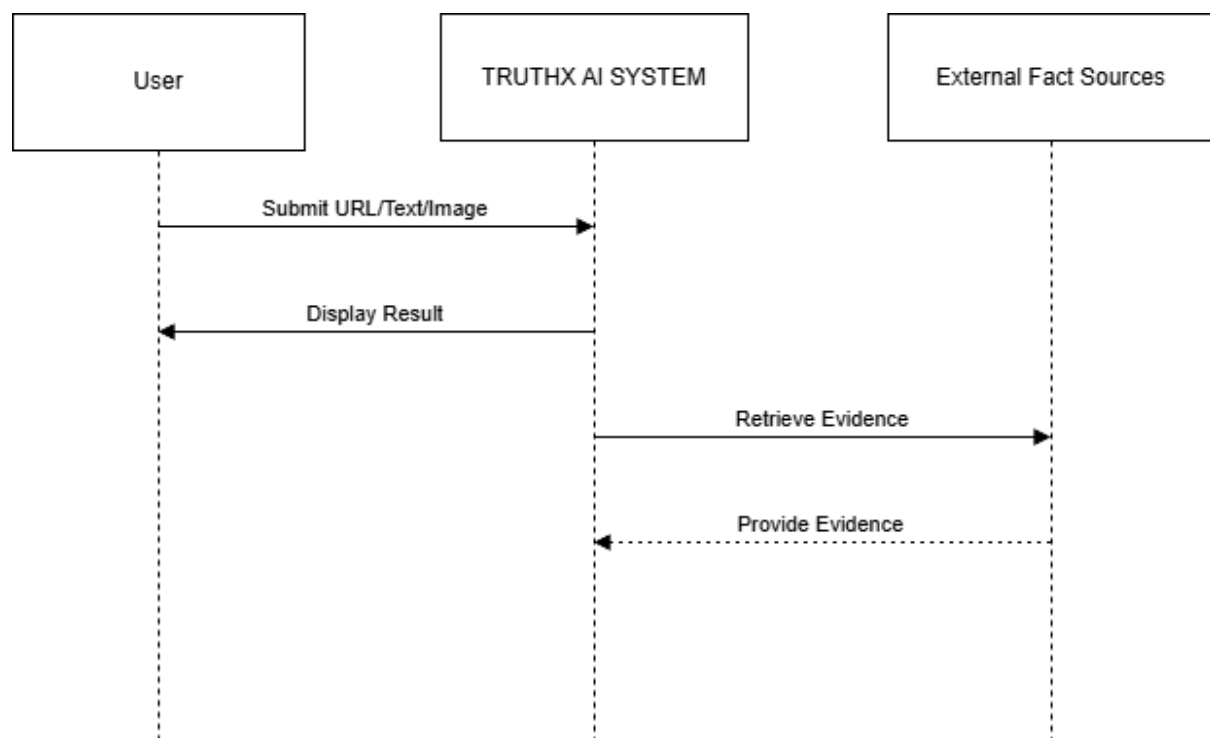 User
TRUTHX AI SYSTEM
External Fact Sources
Submit URL/Text/Image
Display Result
Retrieve Evidence
Provide Evidence